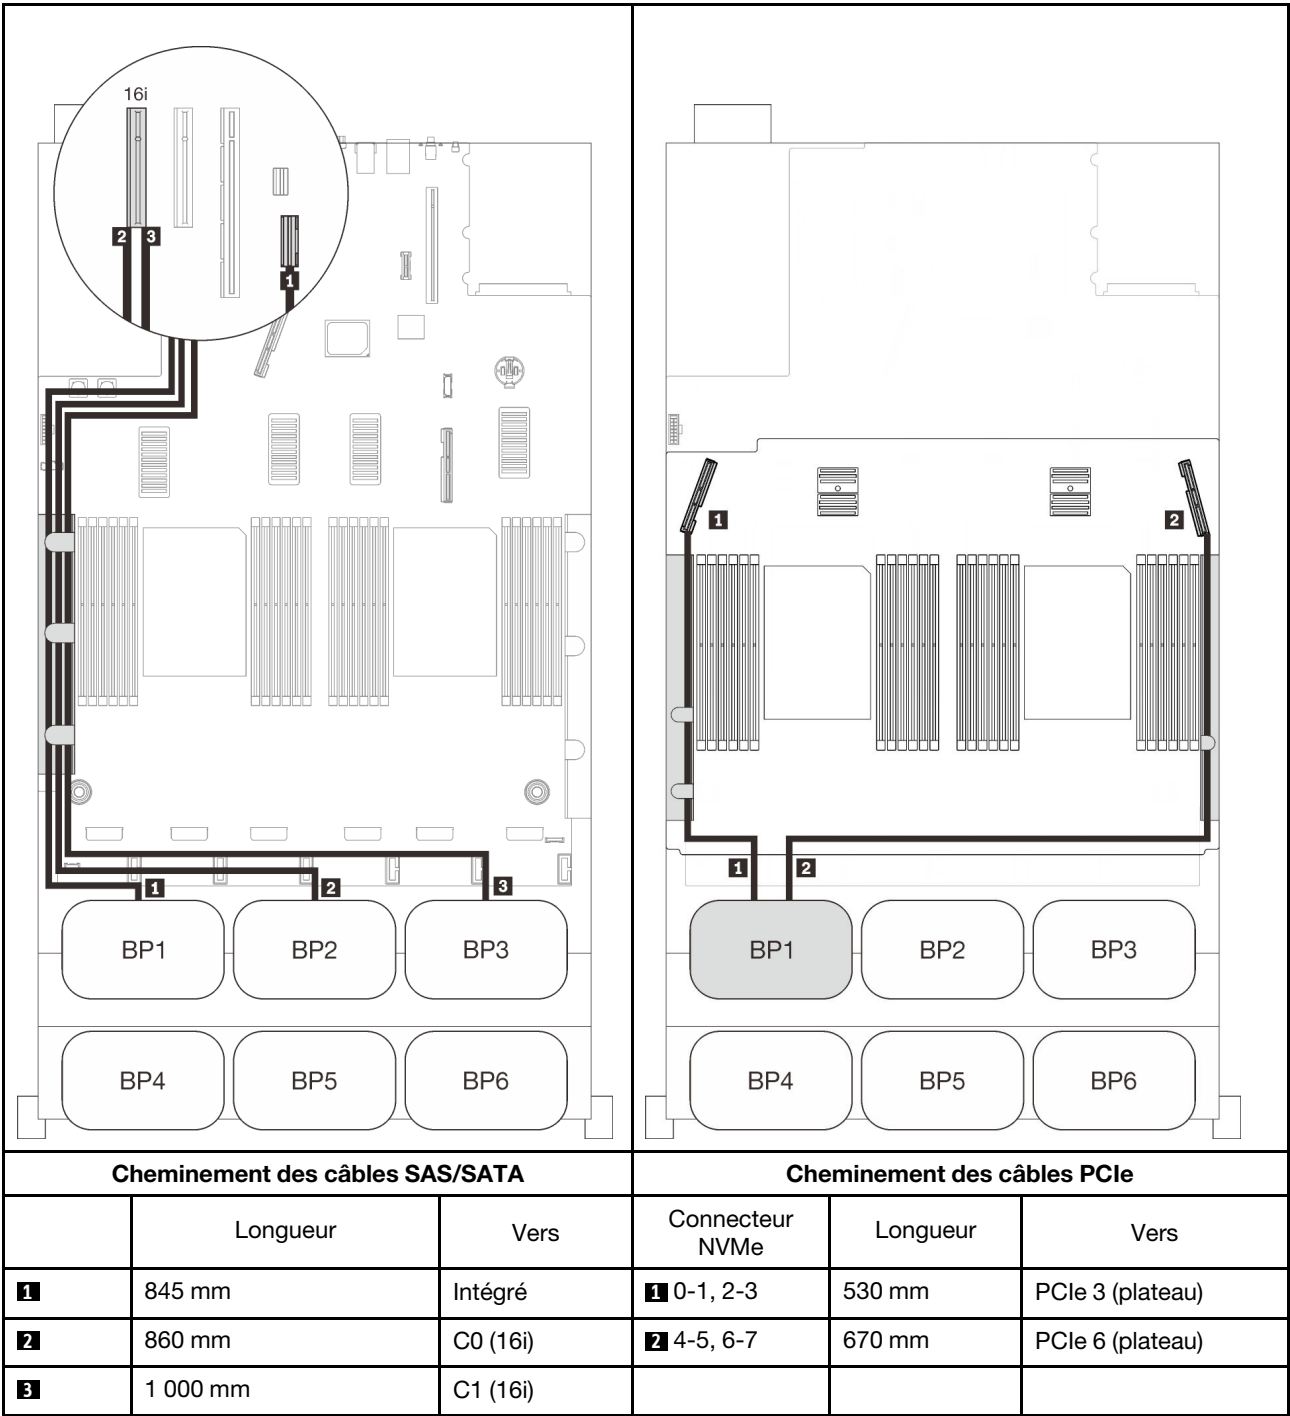 16i
2 3
1
1
2
3
BP1 BP2 BP3
BP4 BP5 BP6
1
2
1 2
BP1 BP2 BP3
BP4 BP5 BP6
Cheminement des câbles SAS/SATA
Cheminement des câbles PCIe
Longueur Vers Connecteur NVMe Longueur Vers
1 845 mm Intégré 1 0-1, 2-3 530 mm PCIe 3 (plateau)
2 860 mm C0 (16i) 2 4-5, 6-7 670 mm PCIe 6 (plateau)
3 1 000 mm C1 (16i)